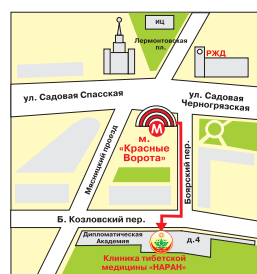 ИЦ
Лермонтовская
пл.
РЖД
ул. Садовая Спасская
ул. Садовая
Черногрязская
М
м.
«Красные
Ворота»
Мясницкий проезд
Боярский пер.
Б. Козловский пер.
Дипломатическая
Академия
д.4
Клиника тибетской
медицины «НАРАН»